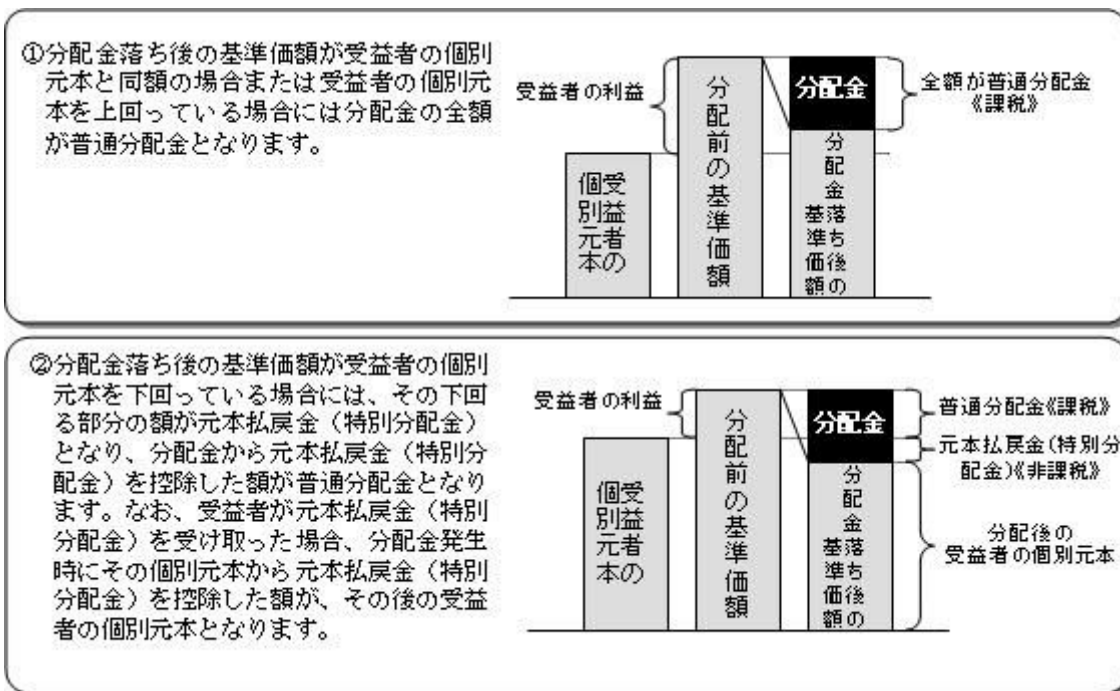 ①分配金落ち後の基準価額が受益者の個別
元本と同額の場合または受益者の個別元
本を上回っている場合には分配金の全額
が普通分配金となります。
受益者の利益
受益者の
個別元本
分配前の基準価額
分配金
分配金落ち後の
基準価額
全額が普通分配金
《課税》
②分配金落ち後の基準価額が受益者の個別
元本を下回っている場合には、その下回
る部分の額が元本払戻金（特別分配金）
となり、分配金から元本払戻金（特別分
配金）を控除した額が普通分配金となり
ます。なお、受益者が元本払戻金（特別
分配金）を受け取った場合、分配金発生
時にその個別元本から元本払戻金（特別
分配金）を控除した額が、その後の受益
者の個別元本となります。
受益者の利益
受益者の
個別元本
分配前の基準価額
分配金
分配金落ち後の
基準価額
普通分配金《課税》
元本払戻金(特別分
配金)《非課税》
分配後の
受益者の個別元本